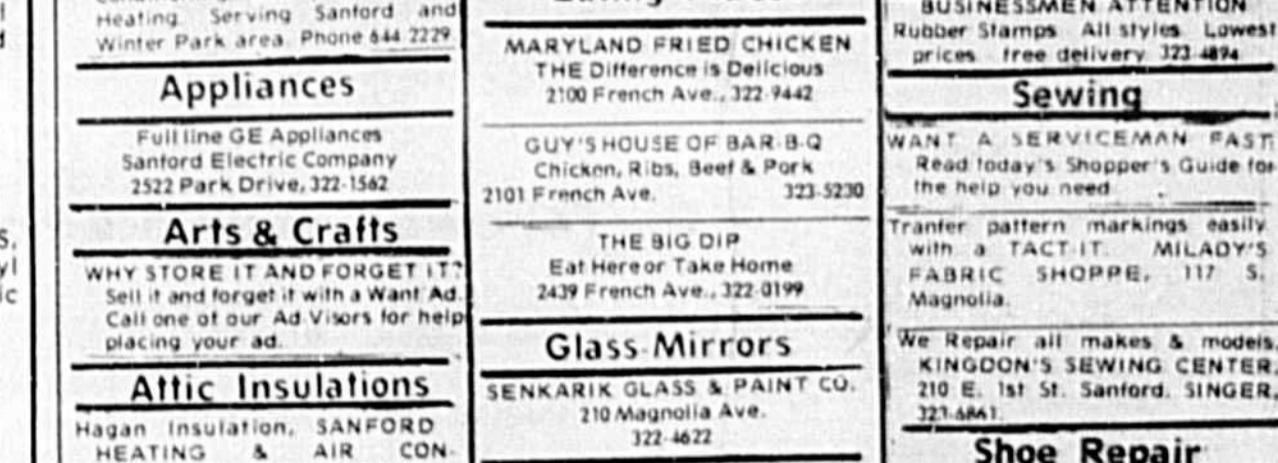 Heating. Serving Sanford and
Winter Park area. Phone 644 2229
Appliances
Full line GE Appliances
Sanford Electric Company
2522 Park Drive, 322-1562
Arts & Crafts
WHY STORE IT AND FORGET IT?
Sell it and forget it with a Want Ad.
Call one of our Ad-Visors for help
placing your ad.
Attic Insulations
Hagan Insulation, SANFORD
HEATING & AIR CON-
MARYLAND FRIED CHICKEN
THE Difference is Delicious
2100 French Ave., 322-9442
GUY'S HOUSE OF BAR-B-Q
Chicken, Ribs, Beef & Pork
2101 French Ave. 323-5230
THE BIG DIP
Eat Here or Take Home
2439 French Ave., 322-0199
Glass-Mirrors
SENKARIK GLASS & PAINT CO.
210 Magnolia Ave.
322-4622
BUSINESSMEN ATTENTION
Rubber Stamps All styles Lowest
prices free delivery 323-4894
Sewing
WANT A SERVICEMAN FAST
Read today's Shopper's Guide for
the help you need
Tranfer pattern markings easily
with a TACT-IT. MILADY'S
FABRIC SHOPPE, 117 S.
Magnolia.
We Repair all makes & models.
KINGDON'S SEWING CENTER,
210 E. 1st St. Sanford. SINGER,
323-6861.
Shoe Repair